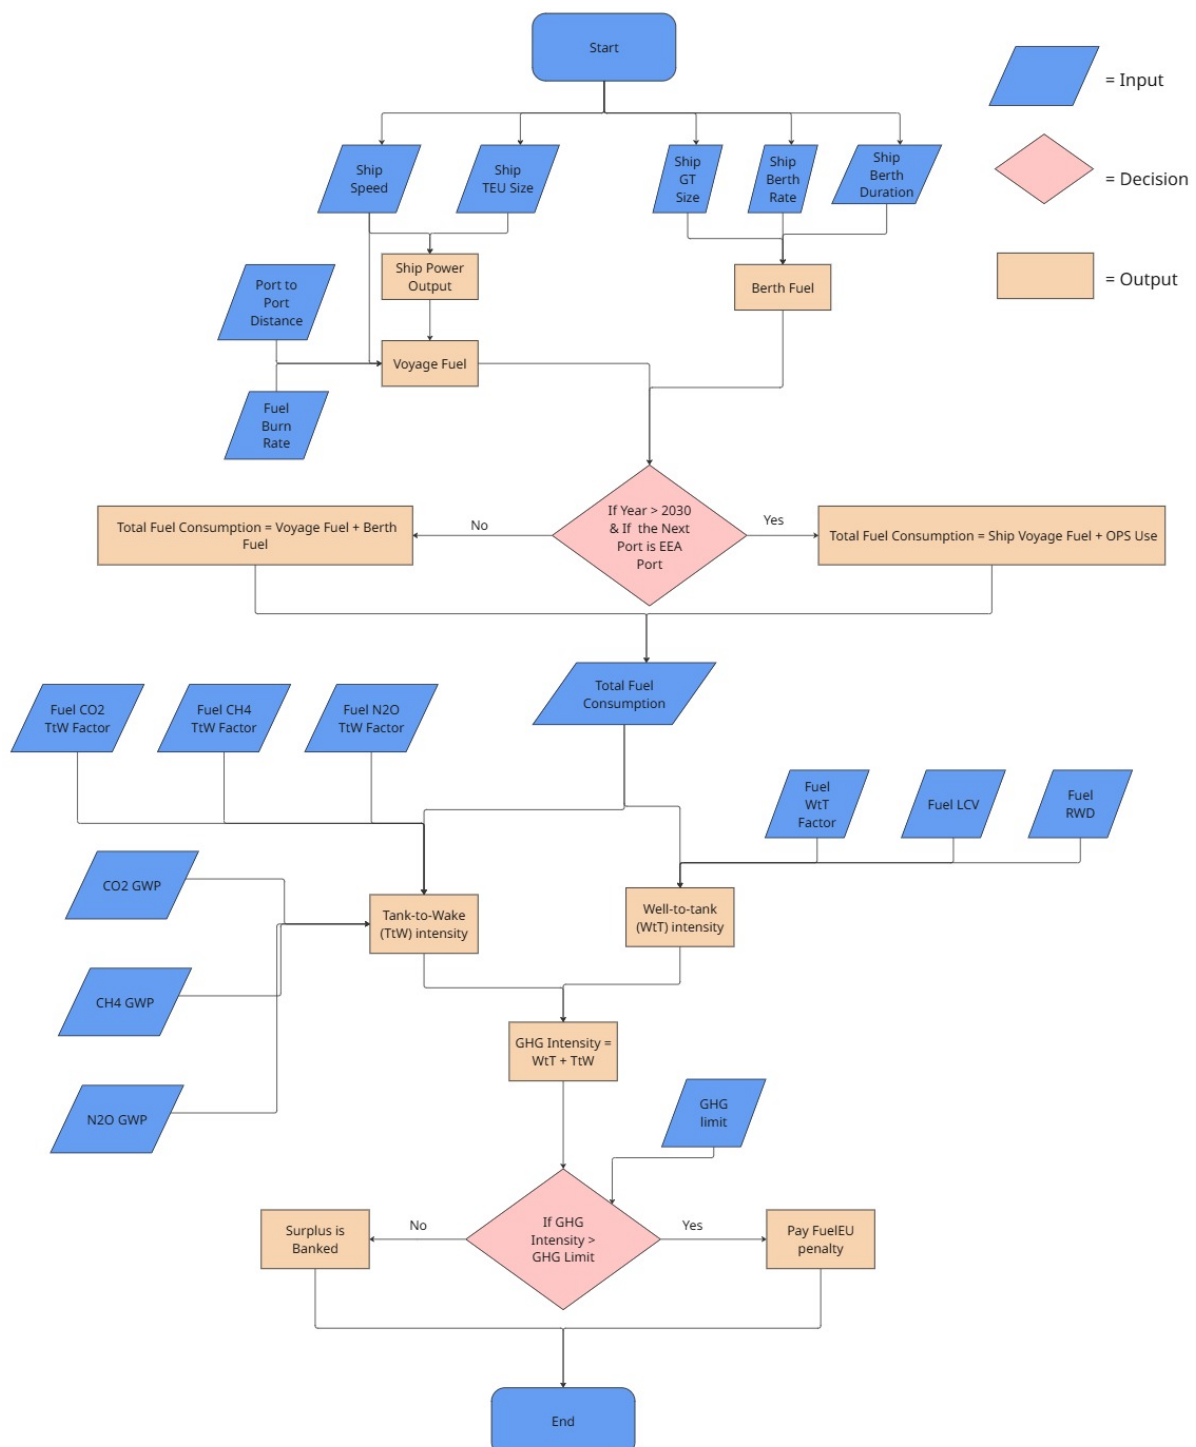 Start
= Input
Ship
Speed
Ship
TEU Size
Ship
GT
Size
Ship
Berth
Rate
Ship
Berth
Duration
= Decision
Port to
Port
Distance
Ship Power
Output
Berth Fuel
= Output
Voyage Fuel
Fuel
Burn
Rate
Total Fuel Consumption = Voyage Fuel + Berth
Fuel
No
If Year > 2030
& If the Next
Port is EEA
Port
Yes
Total Fuel Consumption = Ship Voyage Fuel + OPS Use
Total Fuel
Consumption
Fuel CO2
TtW Factor
Fuel CH4
TtW Factor
Fuel N2O
TtW Factor
Fuel
WtT
Factor
Fuel LCV
Fuel
RWD
CO2 GWP
Tank-to-Wake
(TtW) intensity
Well-to-tank
(WtT) intensity
CH4 GWP
GHG Intensity =
WtT + TtW
N2O GWP
GHG
limit
Surplus is
Banked
No
If GHG
Intensity >
GHG Limit
Yes
Pay FuelEU
penalty
End